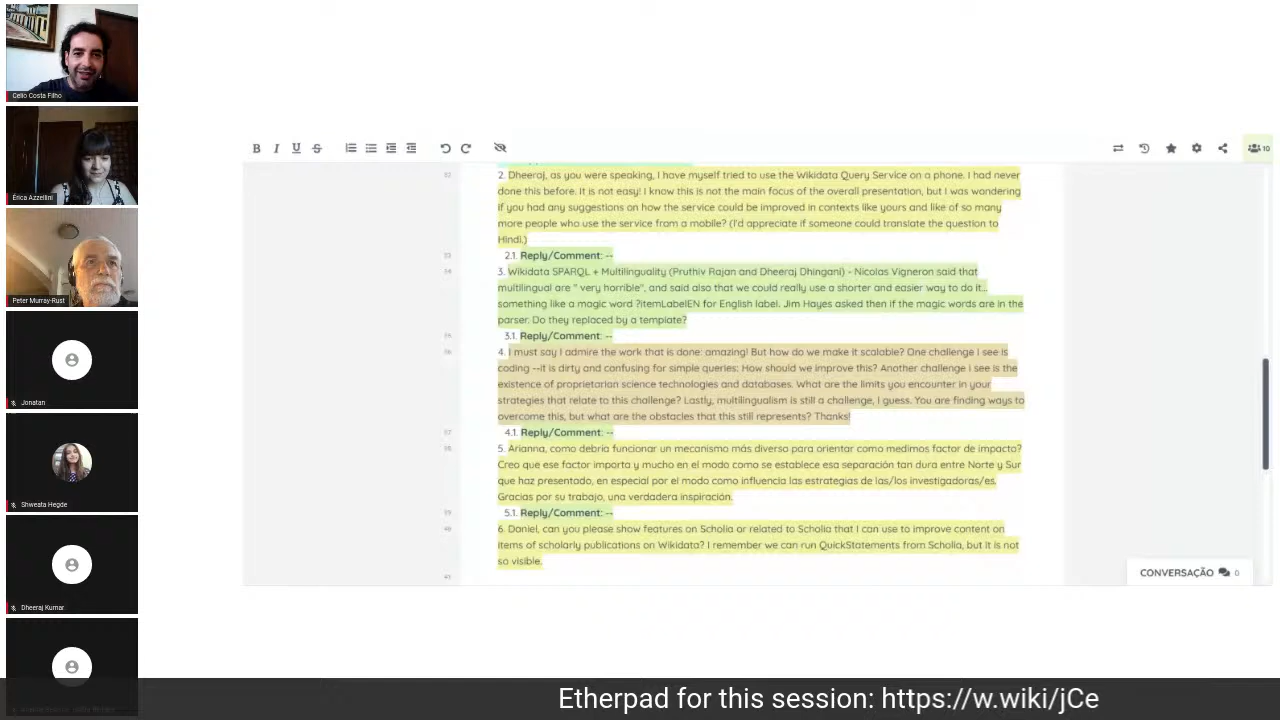 Celio Costa Filho
Érica Azzellini
Peter Murray-Rust
Jonatan
Shweata Hegde
Dheeraj Kumar
B I U S
10
32
2. Dheeraj, as you were speaking, I have myself tried to use the Wikidata Query Service on a phone. I had never
done this before. It is not easy! I know this is not the main focus of the overall presentation, but I was wandering
if you had any suggestions on how the service could be improved in contexts like yours and like of so many
more people who use the service from a mobile? (I'd appreciate if someone could translate the question to
Hindi.)
33
2.1. Reply/Comment: --
34
3. Wikidata SPARQL + Multilinguality (Pruthiv Rajan and Dheeraj Dhingani) - Nicolas Vigneron said that
multilingual are " very horrible", and said also that we could really use a shorter and easier way to do it...
something like a magic word ?itemLabelEN for English label. Jim Hayes asked then if the magic words are in the
parser. Do they replaced by a template?
35
3.1. Reply/Comment: --
36
4. I must say I admire the work that is done: amazing! But how do we make it scalable? One challenge I see is
coding --it is dirty and confusing for simple queries: How should we improve this? Another challenge I see is the
existence of proprietarian science technologies and databases. What are the limits you encounter in your
strategies that relate to this challenge? Lastly, multilingualism is still a challenge, I guess. You are finding ways to
overcome this, but what are the obstacles that this still represents? Thanks!
37
4.1. Reply/Comment: --
38
5. Arianna, como debría funcionar un mecanismo más diverso para orientar como medimos factor de impacto?
Creo que ese factor importa y mucho en el modo como se establece esa separación tan dura entre Norte y Sur
que haz presentado, en especial por el modo como influencia las estrategias de las/los investigadoras/es.
Gracias por su trabajo, una verdadera inspiración.
39
5.1. Reply/Comment: --
40
6. Daniel, can you please show features on Scholia or related to Scholia that I can use to improve content on
items of scholarly publications on Wikidata? I remember we can run QuickStatements from Scholia, but it is not
so visible.
41
CONVERSAÇÃO 0
Etherpad for this session: https://w.wiki/jCe